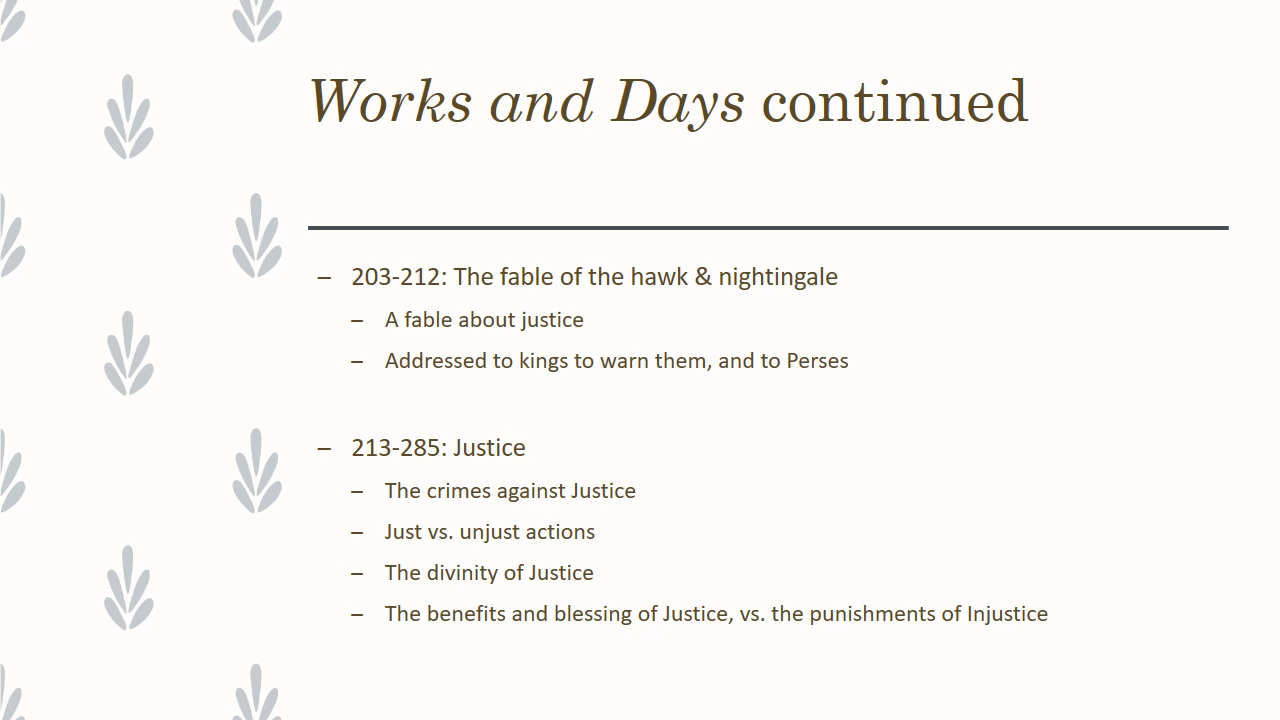 Works and Days continued
– 203-212: The fable of the hawk & nightingale
– A fable about justice
– Addressed to kings to warn them, and to Perses
– 213-285: Justice
– The crimes against Justice
– Just vs. unjust actions
– The divinity of Justice
– The benefits and blessing of Justice, vs. the punishments of Injustice